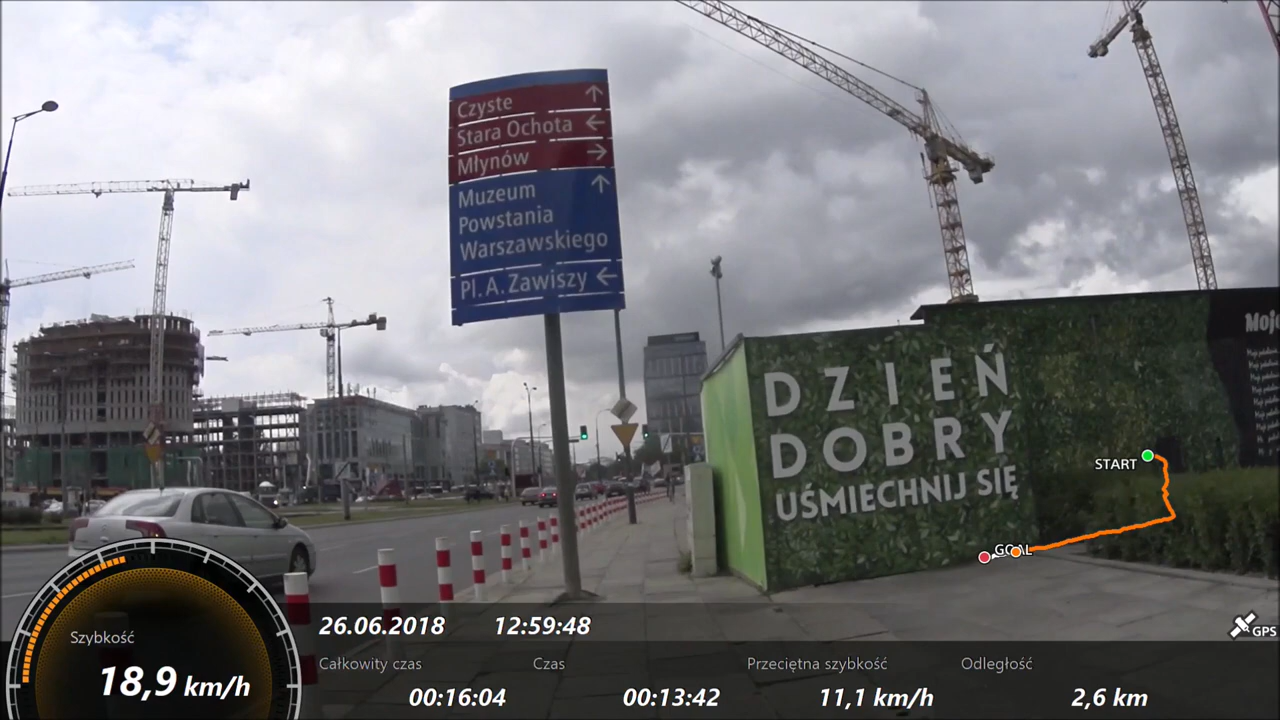 Czyste ↑
Stara Ochota ←
Młynów →
Muzeum ↑
Powstania
Warszawskiego
Pl. A. Zawiszy ←
DZIEŃ
DOBRY
UŚMIECHNIJ SIĘ
START
GOAL
GPS
26.06.2018 12:59:48
Szybkość
18,9 km/h
Całkowity czas
00:16:04
Czas
00:13:42
Przeciętna szybkość
11,1 km/h
Odległość
2,6 km